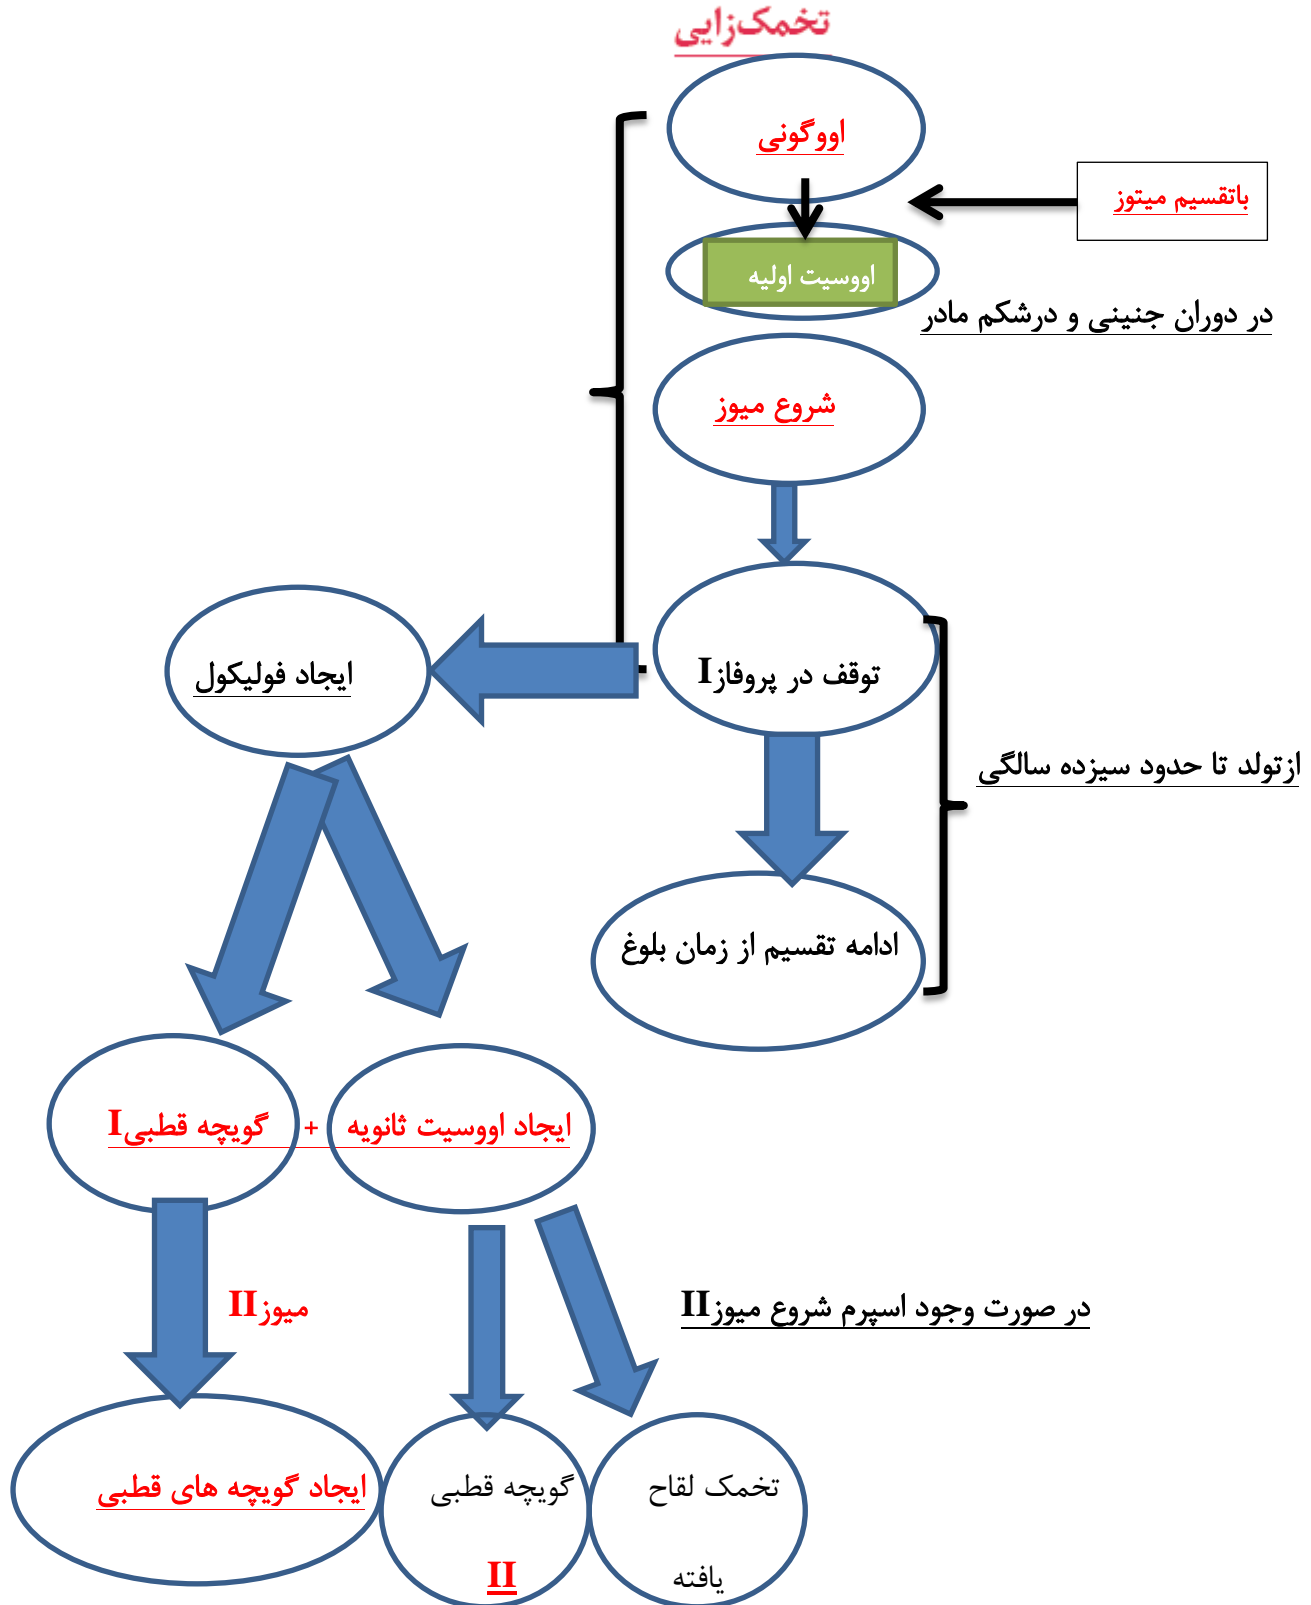 تخمک‌زایی
اووگونی
باتقسیم میتوز
اووسیت اولیه
در دوران جنینی و درشکم مادر
شروع میوز
توقف در پروفازI
ایجاد فولیکول
ازتولد تا حدود سیزده سالگی
ادامه تقسیم از زمان بلوغ
ایجاد اووسیت ثانویه + گویچه قطبیI
در صورت وجود اسپرم شروع میوزII
میوزII
تخمک لقاح
یافته
گویچه قطبی
II
ایجاد گویچه های قطبی